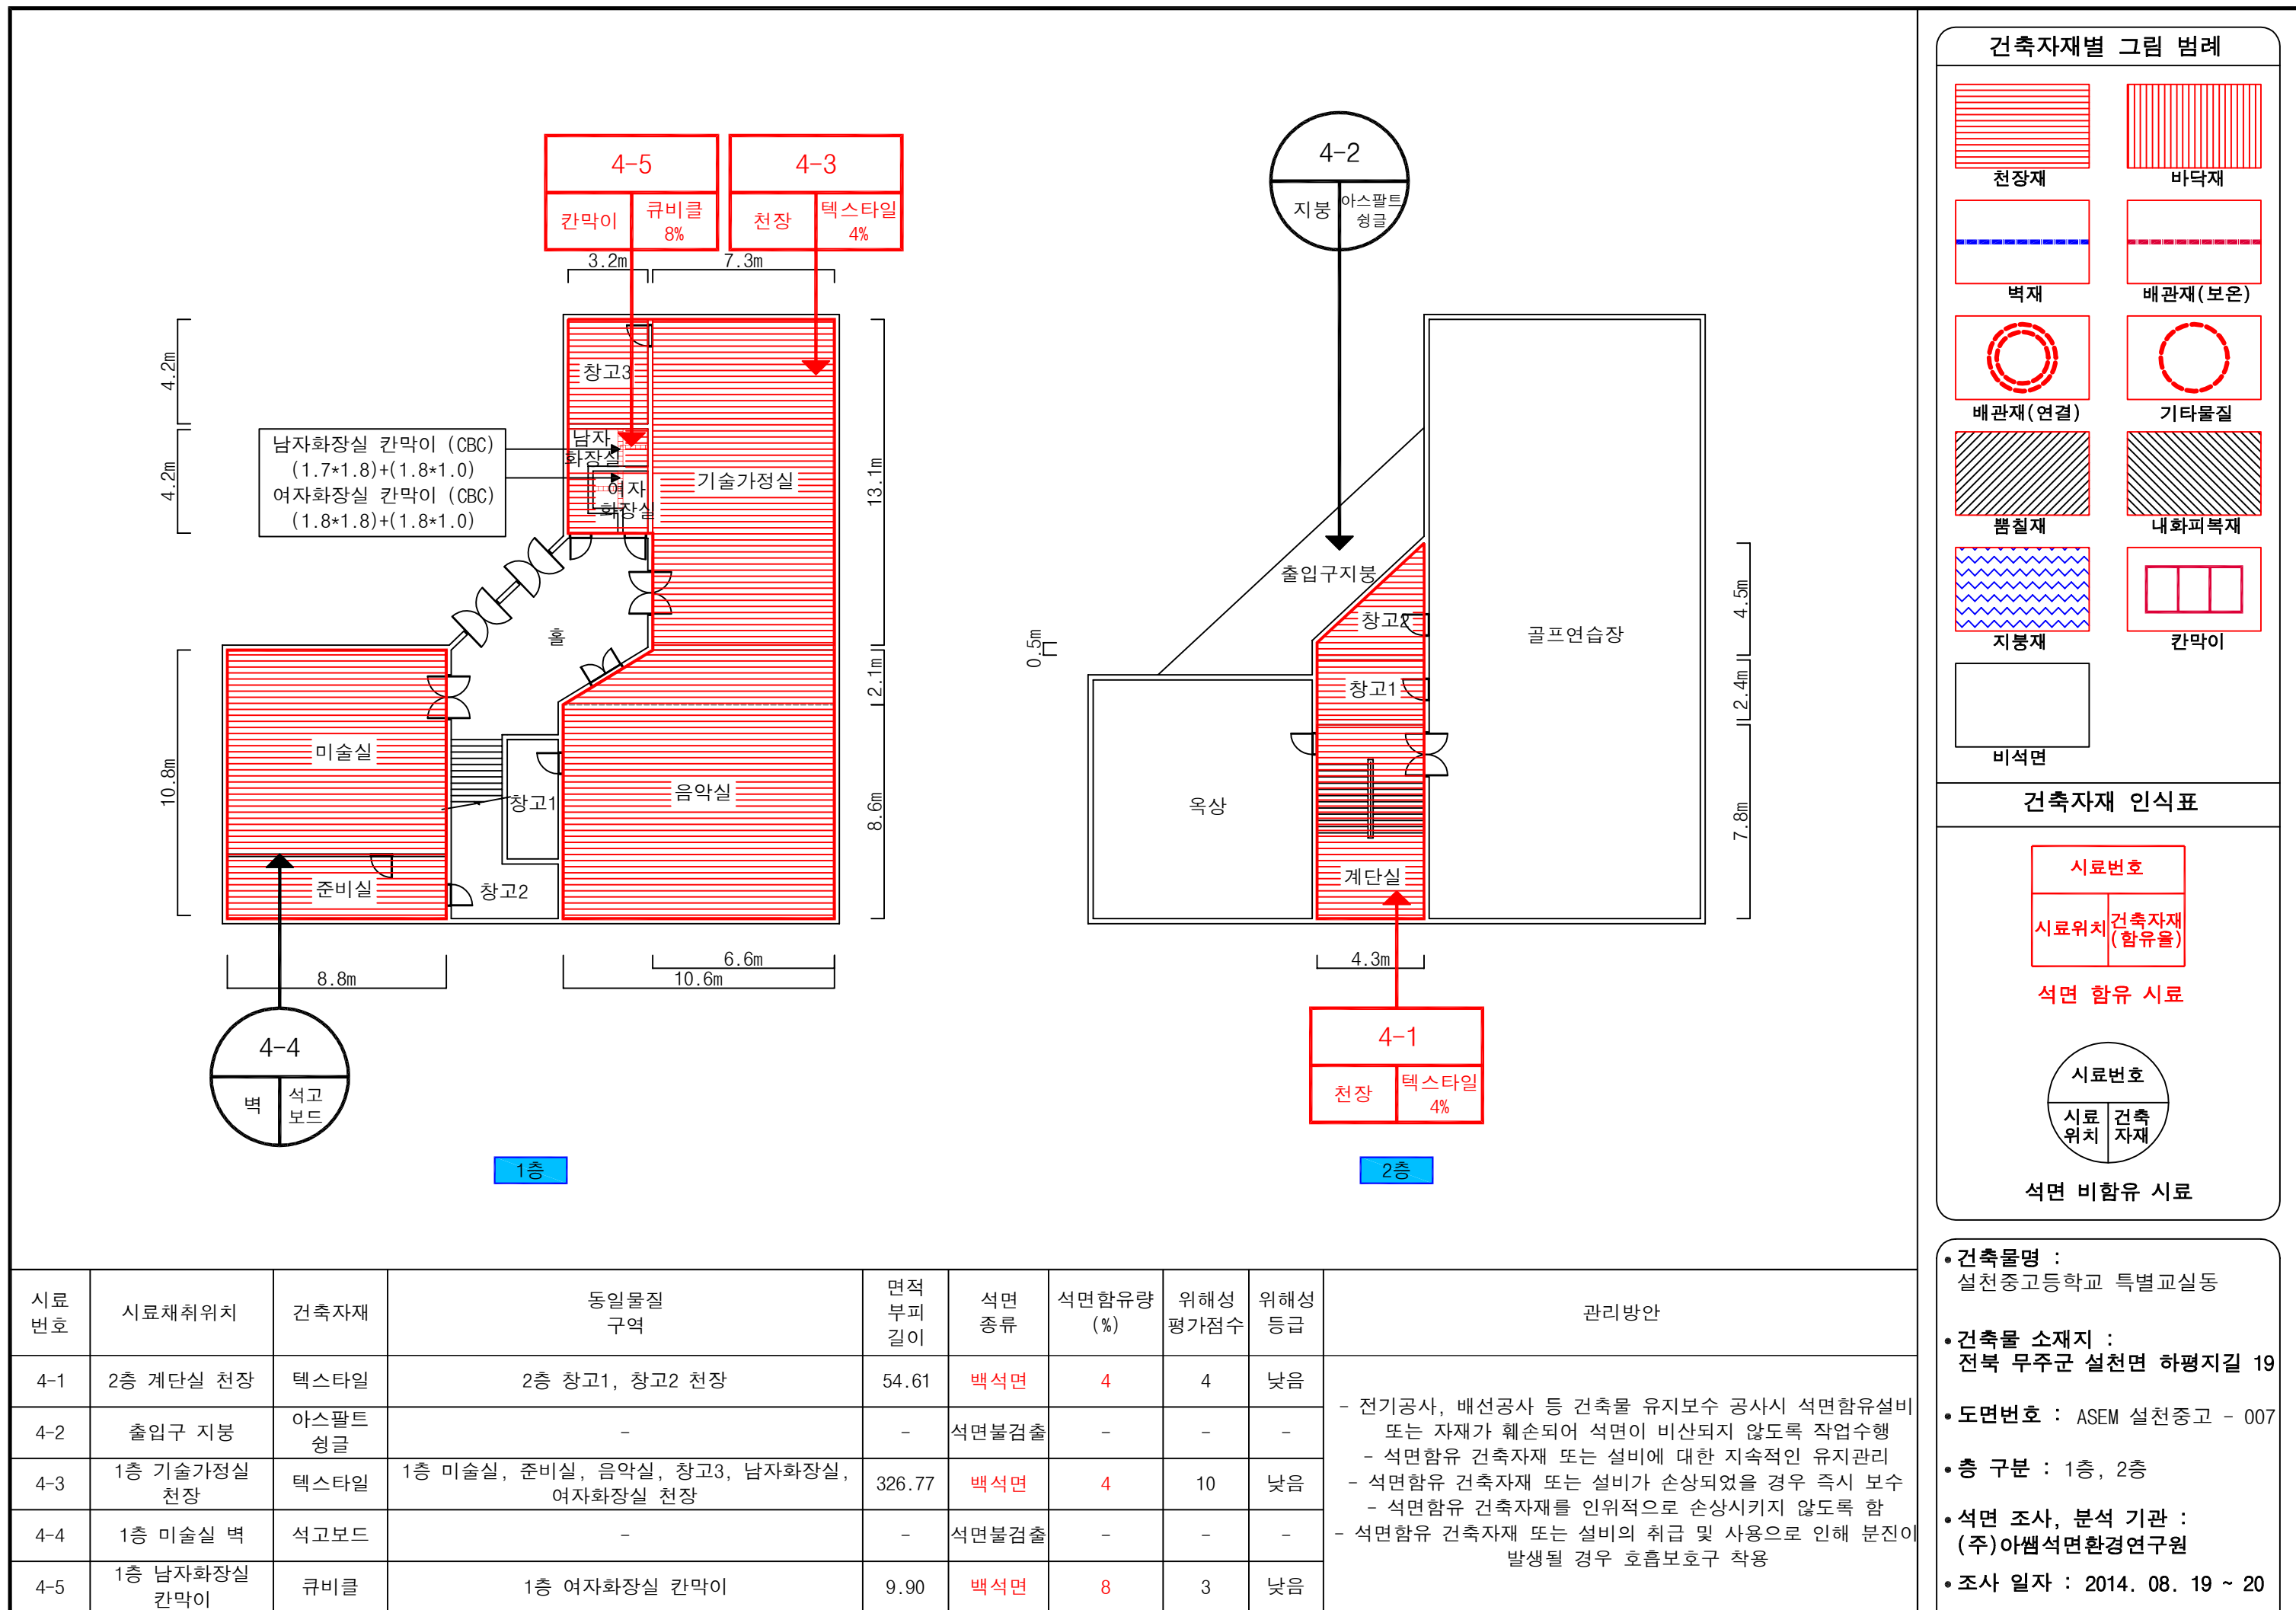 4-5
칸막이
큐비클
8%
4-3
천장
텍스타일
4%
4-2
지붕
아스팔트
슁글
3.2m
7.3m
4.2m
4.2m
10.8m
13.1m
2.1m
8.6m
창고3
남자
화장실
여자
화장실
기술가정실
남자화장실 칸막이 (CBC)
(1.7*1.8)+(1.8*1.0)
여자화장실 칸막이 (CBC)
(1.8*1.8)+(1.8*1.0)
홀
미술실
준비실
창고1
창고2
음악실
8.8m
6.6m
10.6m
4-4
벽
석고
보드
1층
출입구지붕
창고2
창고1
골프연습장
옥상
계단실
0.5m
4.5m
2.4m
7.8m
4.3m
4-1
천장
텍스타일
4%
2층
건축자재별 그림 범례
천장재
바닥재
벽재
배관재(보온)
배관재(연결)
기타물질
뿜칠재
내화피복재
지붕재
칸막이
비석면
건축자재 인식표
시료번호
시료위치
건축자재
(함유율)
석면 함유 시료
시료번호
시료
위치
건축
자재
석면 비함유 시료
• 건축물명 :
설천중고등학교 특별교실동
• 건축물 소재지 :
전북 무주군 설천면 하평지길 19
• 도면번호 : ASEM 설천중고 - 007
• 층 구분 : 1층, 2층
• 석면 조사, 분석 기관 :
(주)아쌤석면환경연구원
• 조사 일자 : 2014. 08. 19 ~ 20
시료
번호
시료채취위치
건축자재
동일물질
구역
면적
부피
길이
석면
종류
석면함유량
(%)
위해성
평가점수
위해성
등급
관리방안
4-1 2층 계단실 천장 텍스타일 2층 창고1, 창고2 천장 54.61 백석면 4 4 낮음
4-2 출입구 지붕 아스팔트 슁글 - - 석면불검출 - - -
4-3 1층 기술가정실 천장 텍스타일 1층 미술실, 준비실, 음악실, 창고3, 남자화장실, 여자화장실 천장 326.77 백석면 4 10 낮음
4-4 1층 미술실 벽 석고보드 - - 석면불검출 - - -
4-5 1층 남자화장실 칸막이 큐비클 1층 여자화장실 칸막이 9.90 백석면 8 3 낮음
- 전기공사, 배선공사 등 건축물 유지보수 공사시 석면함유설비
또는 자재가 훼손되어 석면이 비산되지 않도록 작업수행
- 석면함유 건축자재 또는 설비에 대한 지속적인 유지관리
- 석면함유 건축자재 또는 설비가 손상되었을 경우 즉시 보수
- 석면함유 건축자재를 인위적으로 손상시키지 않도록 함
- 석면함유 건축자재 또는 설비의 취급 및 사용으로 인해 분진이
발생될 경우 호흡보호구 착용